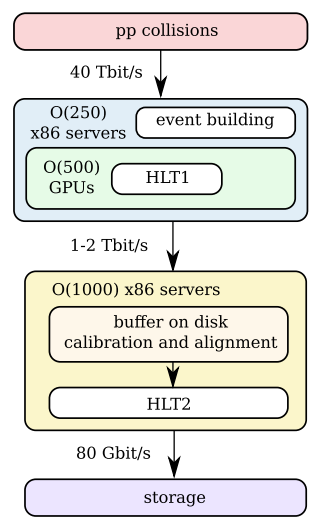 pp collisions
40 Tbit/s
O(250)
x86 servers
event building
O(500)
GPUs
HLT1
1-2 Tbit/s
O(1000) x86 servers
buffer on disk
calibration and alignment
HLT2
80 Gbit/s
storage